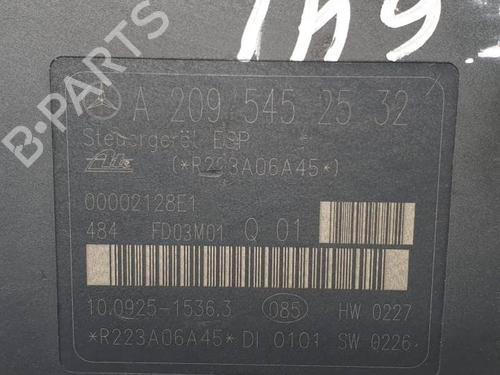 B-PARTS
A 209 545 25 32
Steuergerät ESP
(*R223A06A45*)
Ate
00002128E1
484 FD03M01 Q 01
10.0925-1536.3 085 HW 0227
*R223A06A45* DI 0101 SW 0226